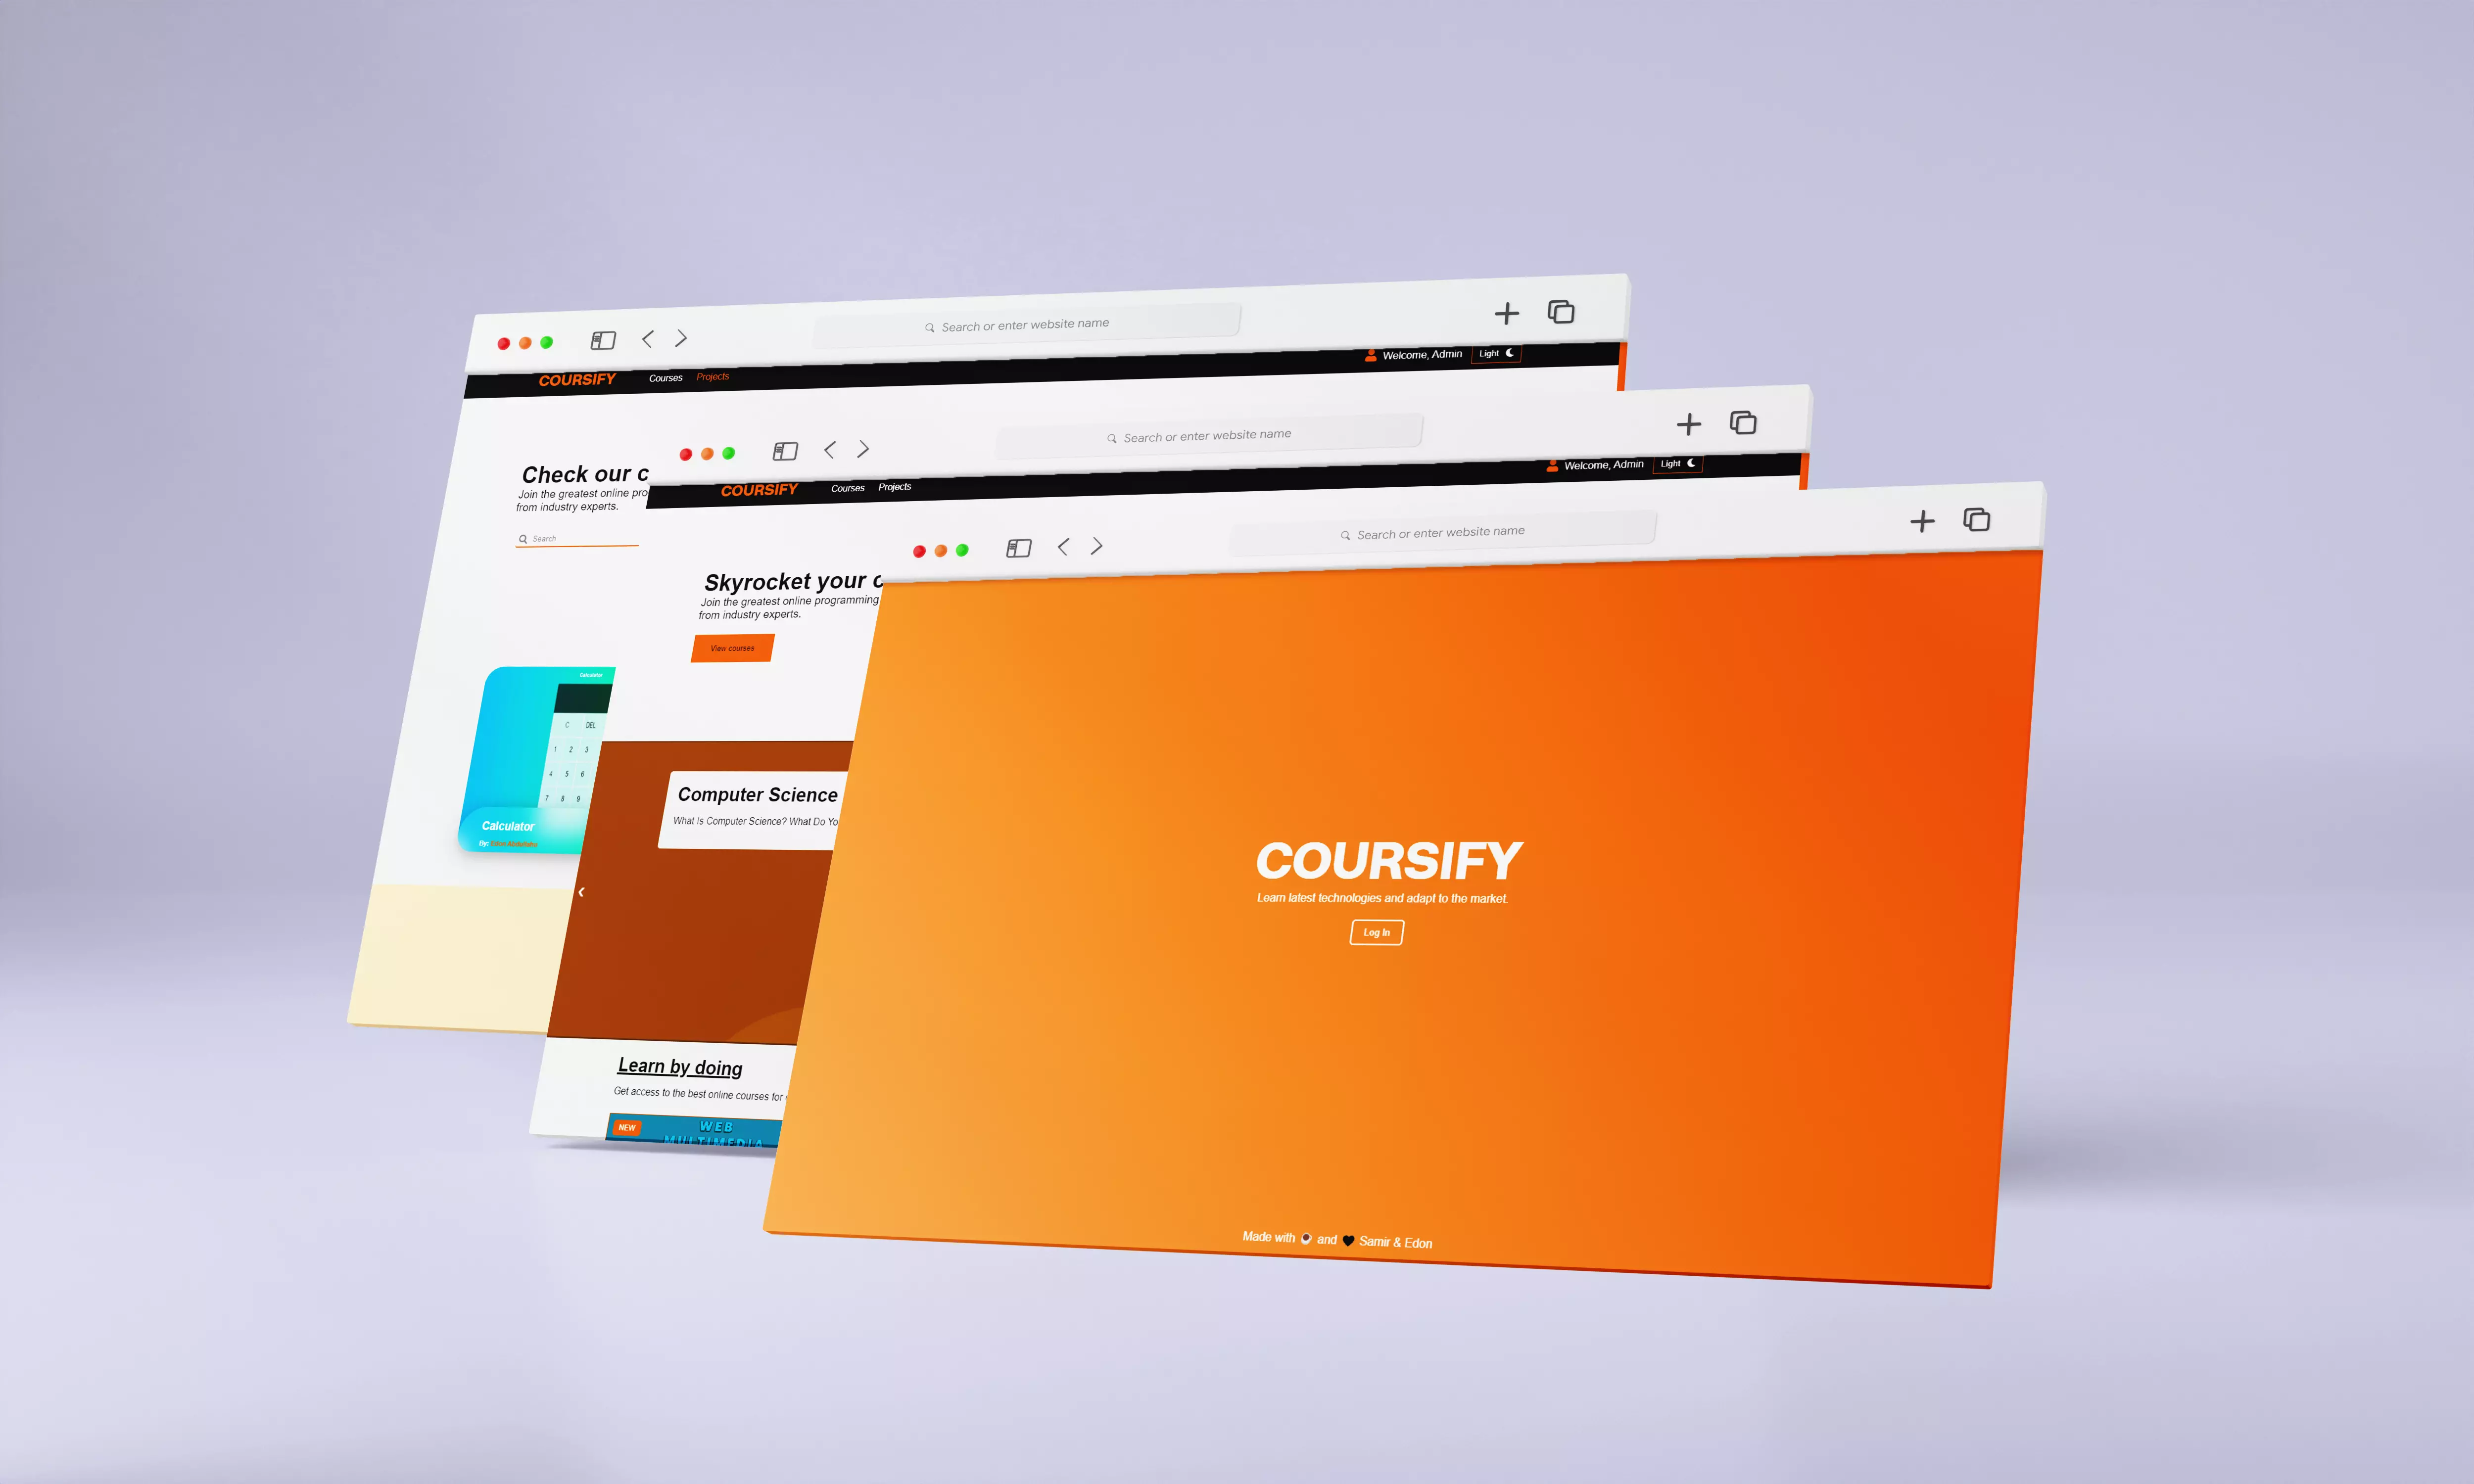 Search or enter website name
COURSIFY
Courses
Projects
Welcome, Admin
Light
Check our c
Join the greatest online pro
from industry experts.
Search
Calculator
C DEL
1 2 3
4 5 6
7 8 9
Calculator
By:
Search or enter website name
COURSIFY
Courses
Projects
Welcome, Admin
Light
Skyrocket your c
Join the greatest online programming
from industry experts.
View courses
Computer Science
What Is Computer Science? What Do Yo
Learn by doing
Get access to the best online courses for
NEW
WEB
MULTIMEDIA
Search or enter website name
COURSIFY
Learn latest technologies and adapt to the market.
Log In
Made with and Samir & Edon